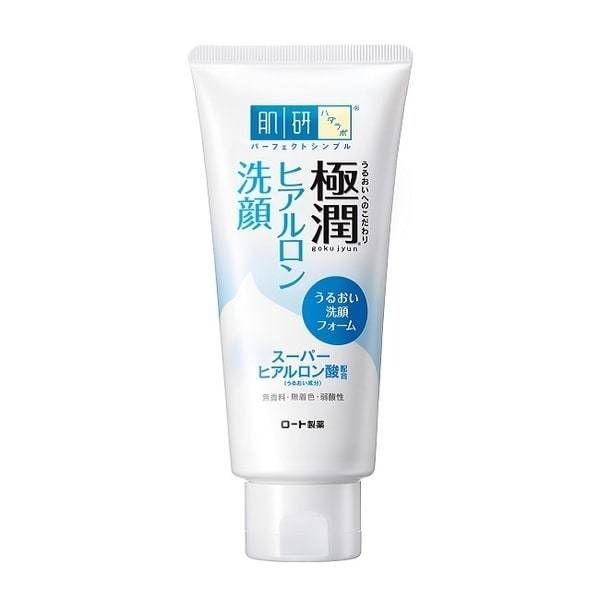 肌研
ハダラボ
®
パーフェクトシンプル
うるおいへのこだわり
極潤®
gokujyun
ヒアルロン
洗顔
うるおい
洗顔
フォーム
スーパー
ヒアルロン酸配合
(うるおい成分)
無香料・無着色・弱酸性
ロート製薬